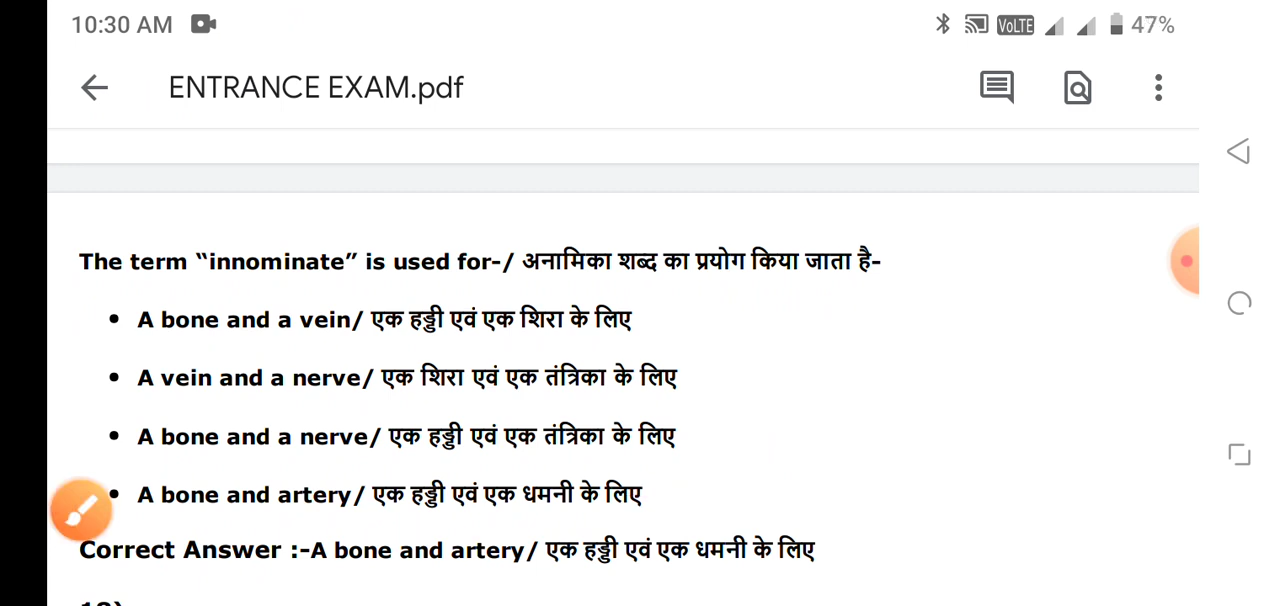 10:30 AM VoLTE 47%
ENTRANCE EXAM.pdf
The term “innominate” is used for-/ अनामिका शब्द का प्रयोग किया जाता है-
• A bone and a vein/ एक हड्डी एवं एक शिरा के लिए
• A vein and a nerve/ एक शिरा एवं एक तंत्रिका के लिए
• A bone and a nerve/ एक हड्डी एवं एक तंत्रिका के लिए
• A bone and artery/ एक हड्डी एवं एक धमनी के लिए
Correct Answer :-A bone and artery/ एक हड्डी एवं एक धमनी के लिए